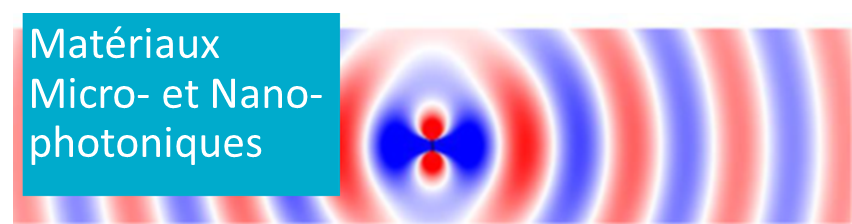 Matériaux
Micro- et Nano-
photoniques